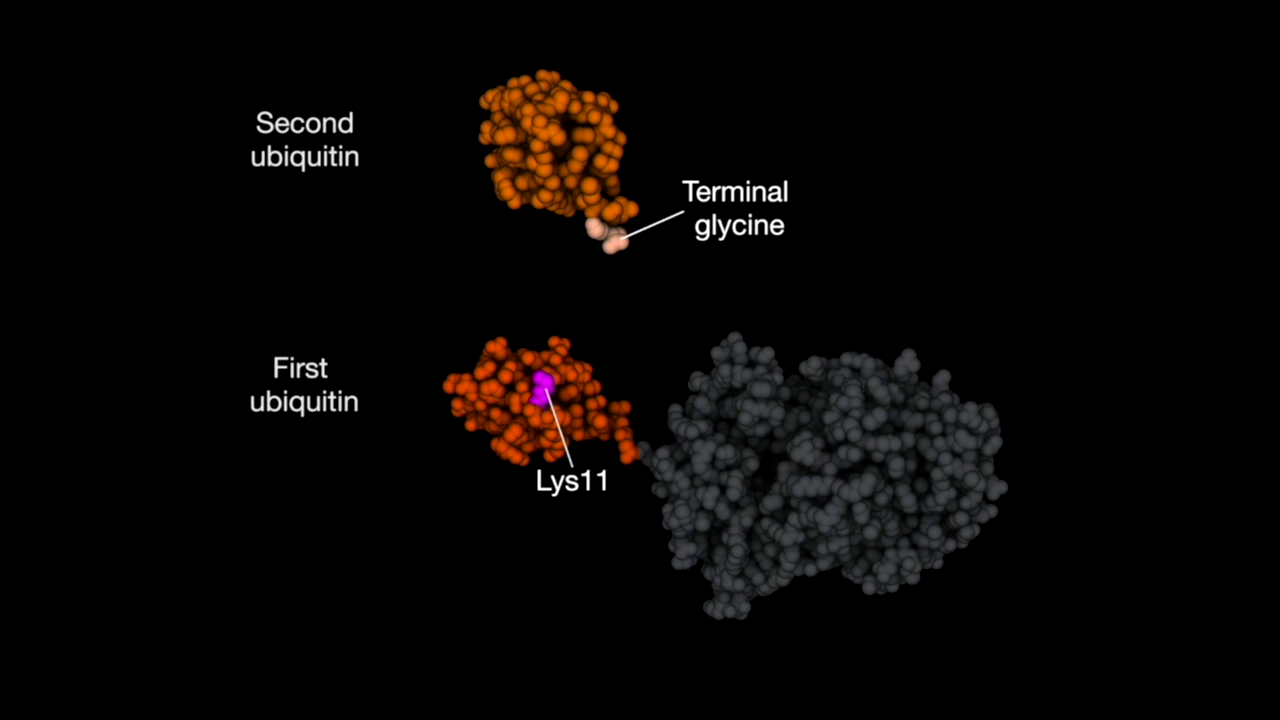 Second
ubiquitin
Terminal
glycine
First
ubiquitin
Lys11